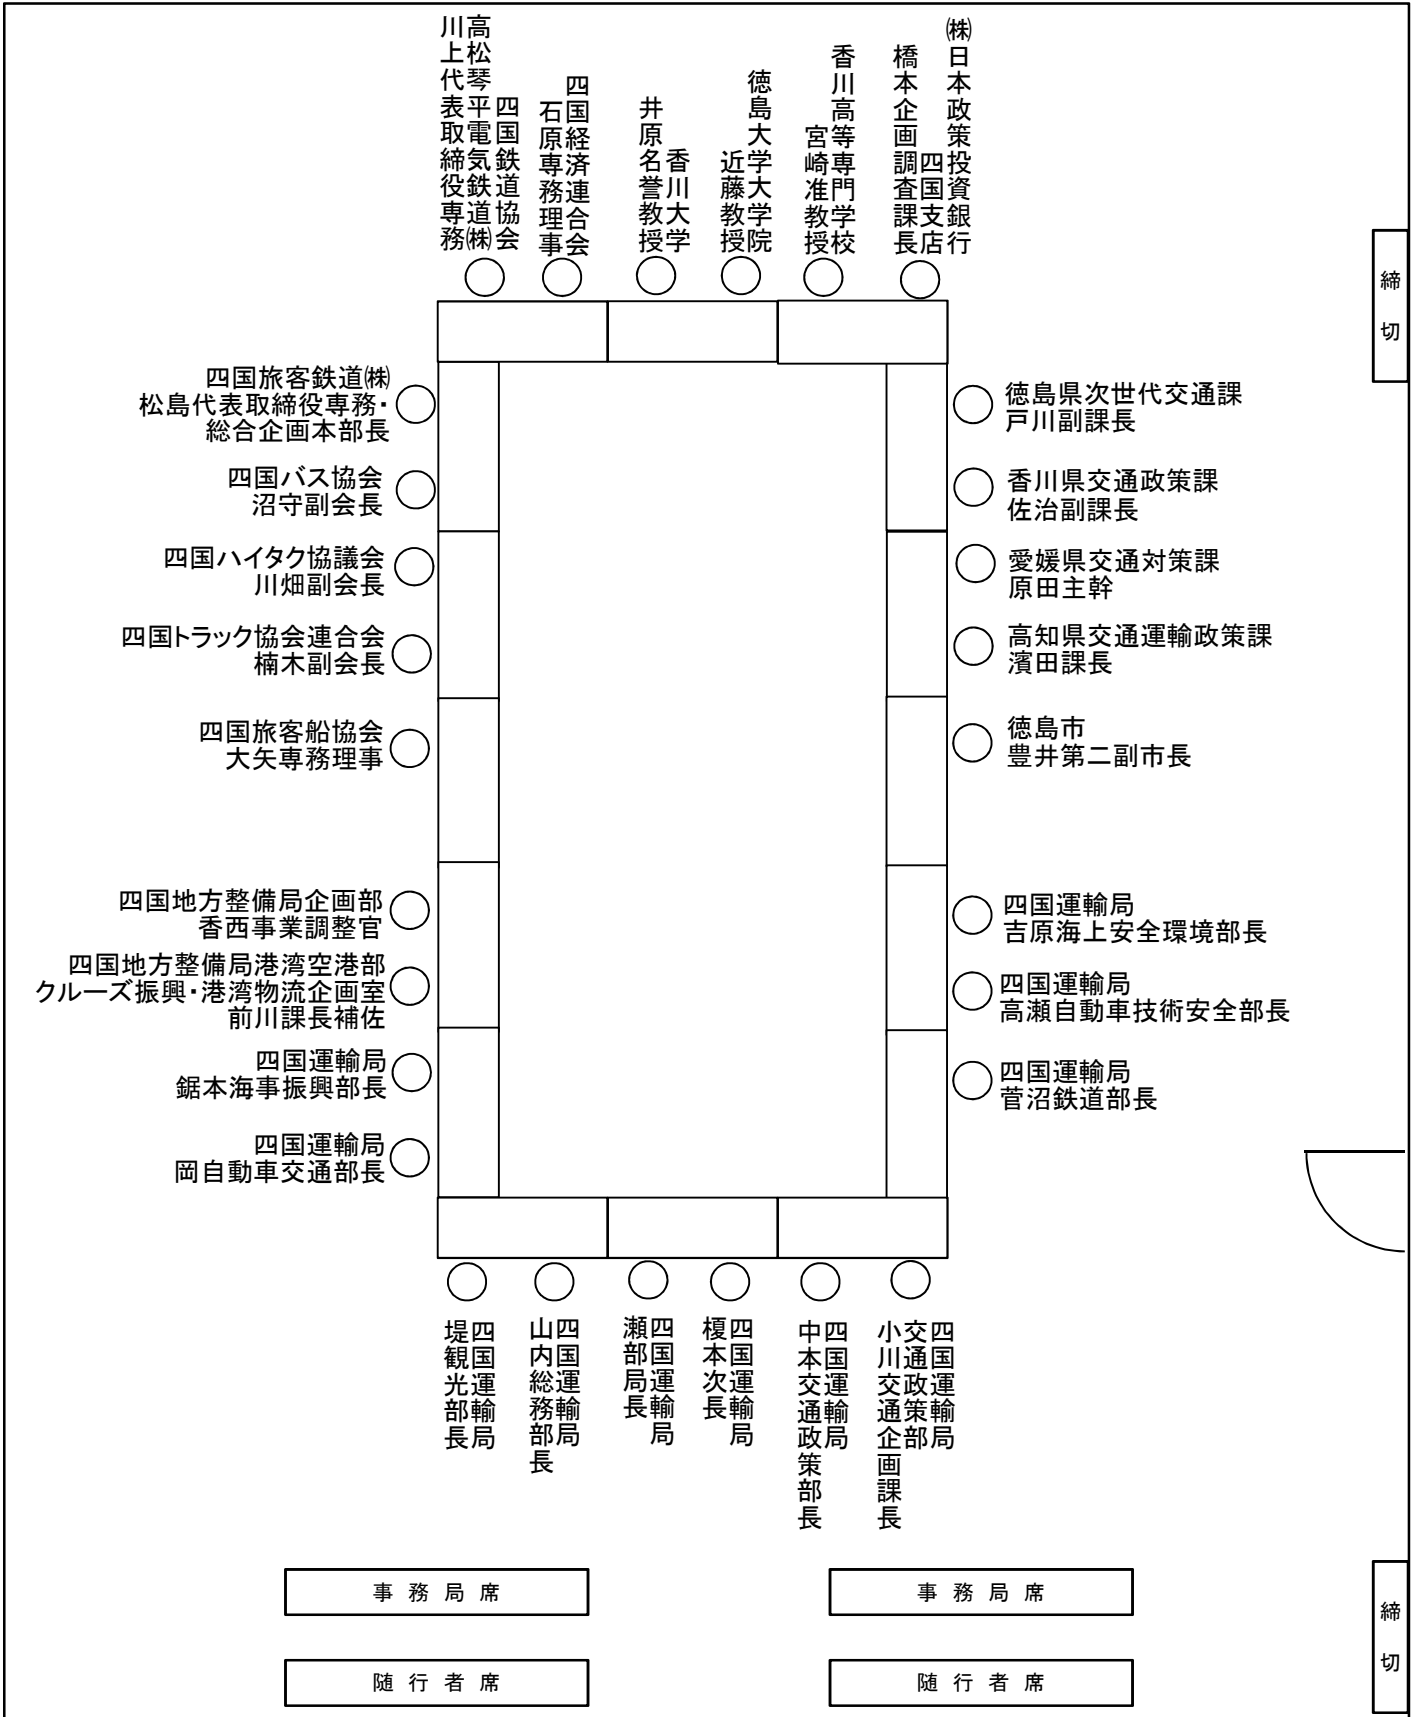 四国鉄道協会
高松琴平電気鉄道㈱
川上代表取締役専務
四国経済連合会
石原専務理事
香川大学
井原名誉教授
徳島大学大学院
近藤教授
香川高等専門学校
宮崎准教授
㈱日本政策投資銀行
四国支店
橋本企画調査課長
締切
四国旅客鉄道㈱
松島代表取締役専務・
総合企画本部長
四国バス協会
沼守副会長
四国ハイタク協議会
川畑副会長
四国トラック協会連合会
楠木副会長
四国旅客船協会
大矢専務理事
四国地方整備局企画部
香西事業調整官
四国地方整備局港湾空港部
クルーズ振興・港湾物流企画室
前川課長補佐
四国運輸局
鋸本海事振興部長
四国運輸局
岡自動車交通部長
徳島県次世代交通課
戸川副課長
香川県交通政策課
佐治副課長
愛媛県交通対策課
原田主幹
高知県交通運輸政策課
濱田課長
徳島市
豊井第二副市長
四国運輸局
吉原海上安全環境部長
四国運輸局
高瀬自動車技術安全部長
四国運輸局
菅沼鉄道部長
四国運輸局
堤観光部長
四国運輸局
山内総務部長
四国運輸局
瀬部局長
四国運輸局
榎本次長
四国運輸局
中本交通政策部長
四国運輸局
交通政策部
小川交通企画課長
事務局席
事務局席
随行者席
随行者席
締切